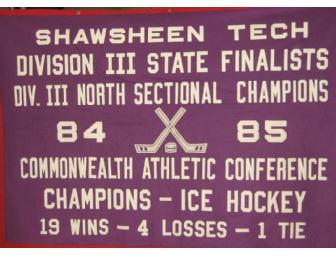 SHAWSHEEN TECH
DIVISION III STATE FINALISTS
DIV. III NORTH SECTIONAL CHAMPIONS
84 85
COMMONWEALTH ATHLETIC CONFERENCE
CHAMPIONS - ICE HOCKEY
19 WINS - 4 LOSSES - 1 TIE